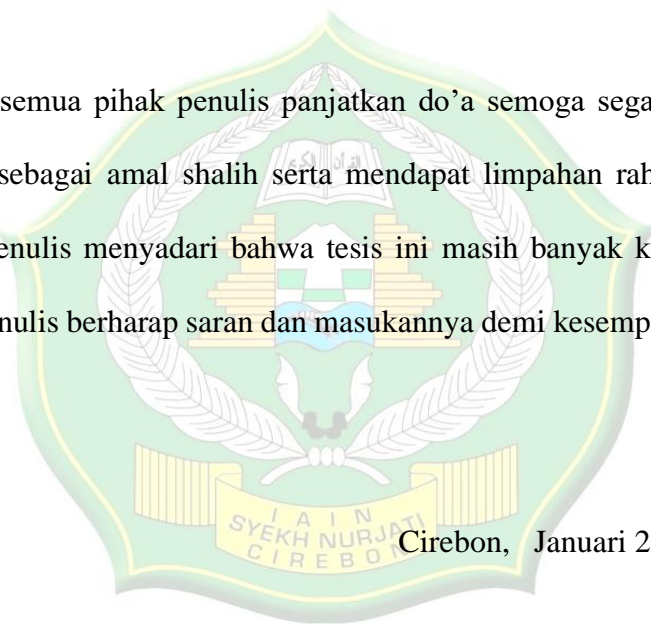 semua pihak penulis panjatkan do'a semoga sega
sebagai amal shalih serta mendapat limpahan rah
enulis menyadari bahwa tesis ini masih banyak k
nulis berharap saran dan masukannya demi kesemp
IAIN
SYEKH NURJATI
CIREBON
Cirebon, Januari 2